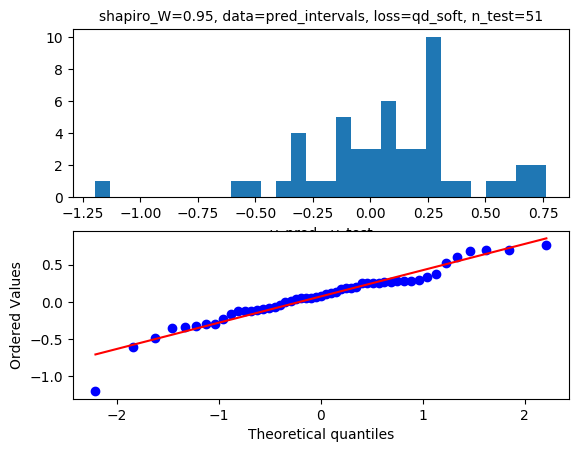 shapiro_W=0.95, data=pred_intervals, loss=qd_soft, n_test=51
10
8
6
4
2
0
−1.25 −1.00 −0.75 −0.50 −0.25 0.00 0.25 0.50 0.75
Ordered Values
0.5
0.0
−0.5
−1.0
−2 −1 0 1 2
Theoretical quantiles